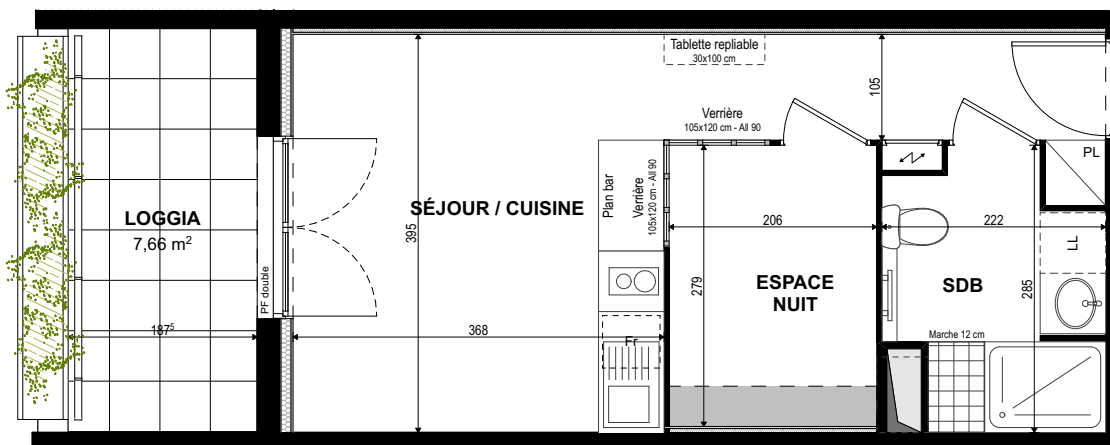 Tablette repliable
30x100 cm
105
Verrière
105x120 cm - All 90
PL
Plan bar
Verrière
105x120 cm - All 90
LOGGIA
7,66 m²
SÉJOUR / CUISINE
395
206
222
LL
PF double
279
ESPACE
NUIT
SDB
285
187⁵
368
Fr
Marche 12 cm